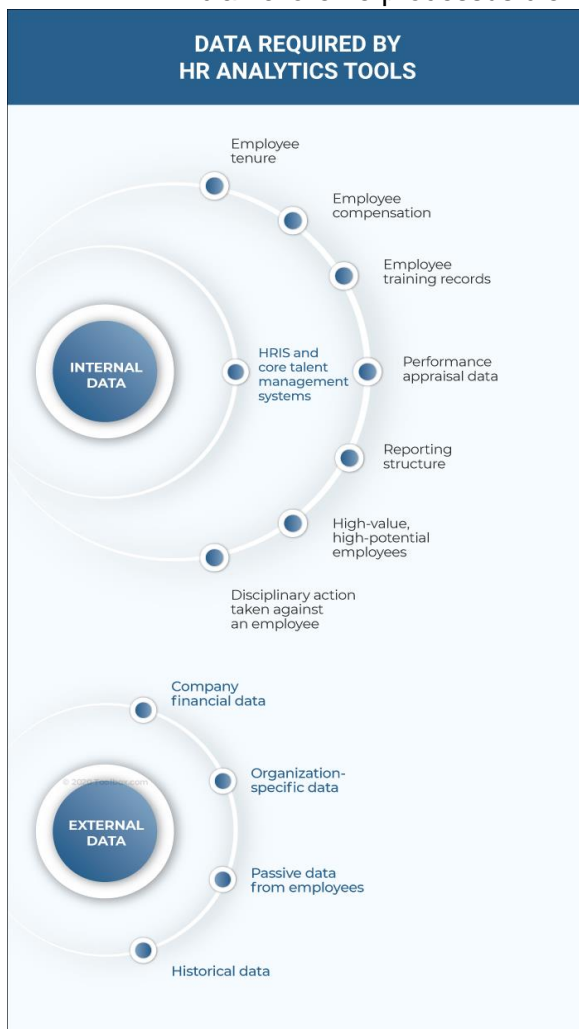 DATA REQUIRED BY
HR ANALYTICS TOOLS
Employee
tenure
Employee
compensation
Employee
training records
INTERNAL
DATA
HRIS and
core talent
management
systems
Performance
appraisal data
Reporting
structure
High-value,
high-potential
employees
Disciplinary action
taken against
an employee
Company
financial data
Organization-
specific data
EXTERNAL
DATA
Passive data
from employees
Historical data